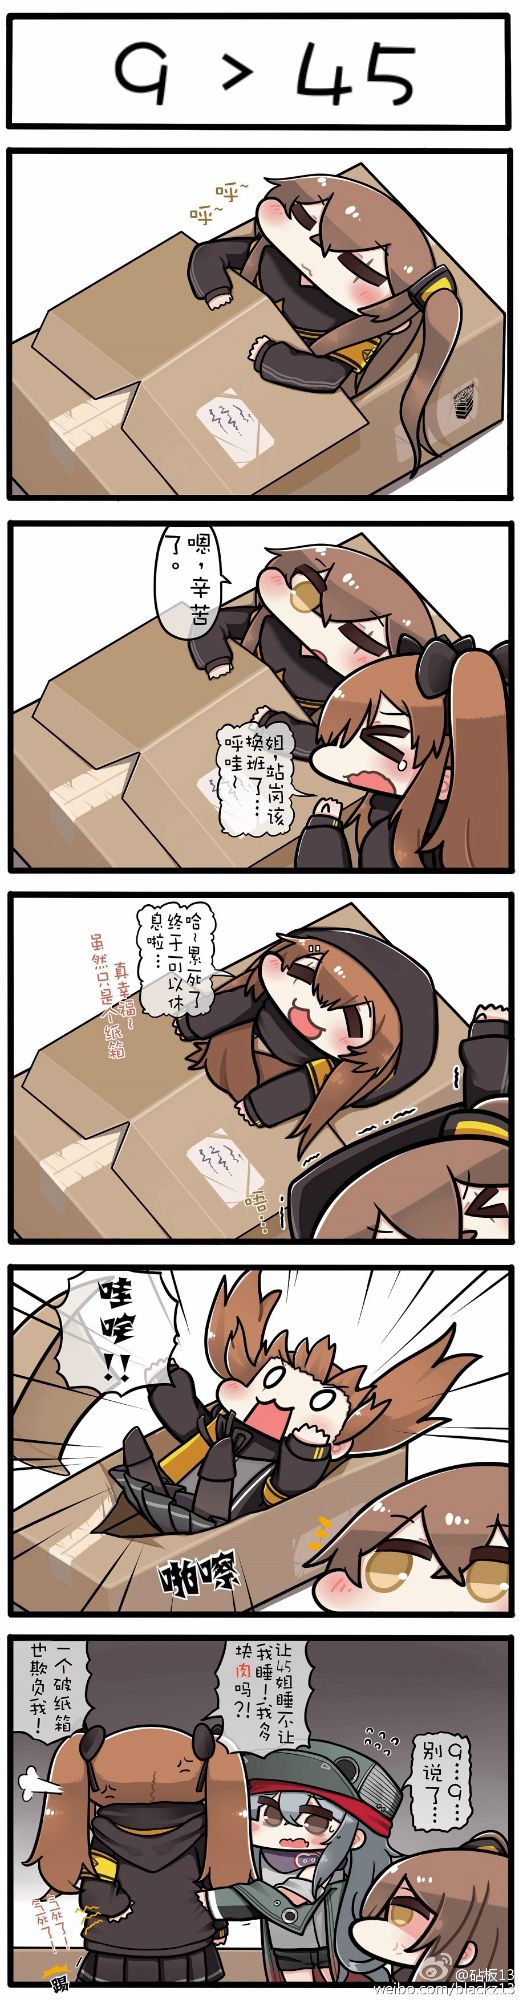 9 > 45
呼~
呼~
嗯，辛苦
了。
姐，站岗该
换班了…
呼哇~
哈~累死了
终于可以休
息啦…
真幸福~
虽然只是个纸箱
唔…
哇啥
!!
啪嚓
让45姐睡不让
我睡！我多
块肉吗?!
一个破纸箱
也欺负我！
9…9…
别说了…
气死了！
气死了！
踢
@砧板13
weibo.com/blackz13